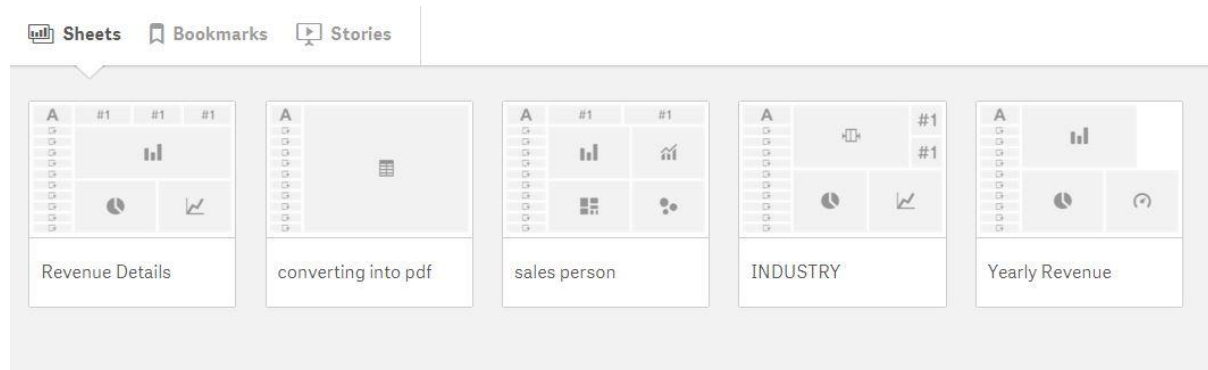 Sheets Bookmarks Stories
A #1 #1 #1
A
A #1 #1
A #1
#1
A
Revenue Details
converting into pdf
sales person
INDUSTRY
Yearly Revenue